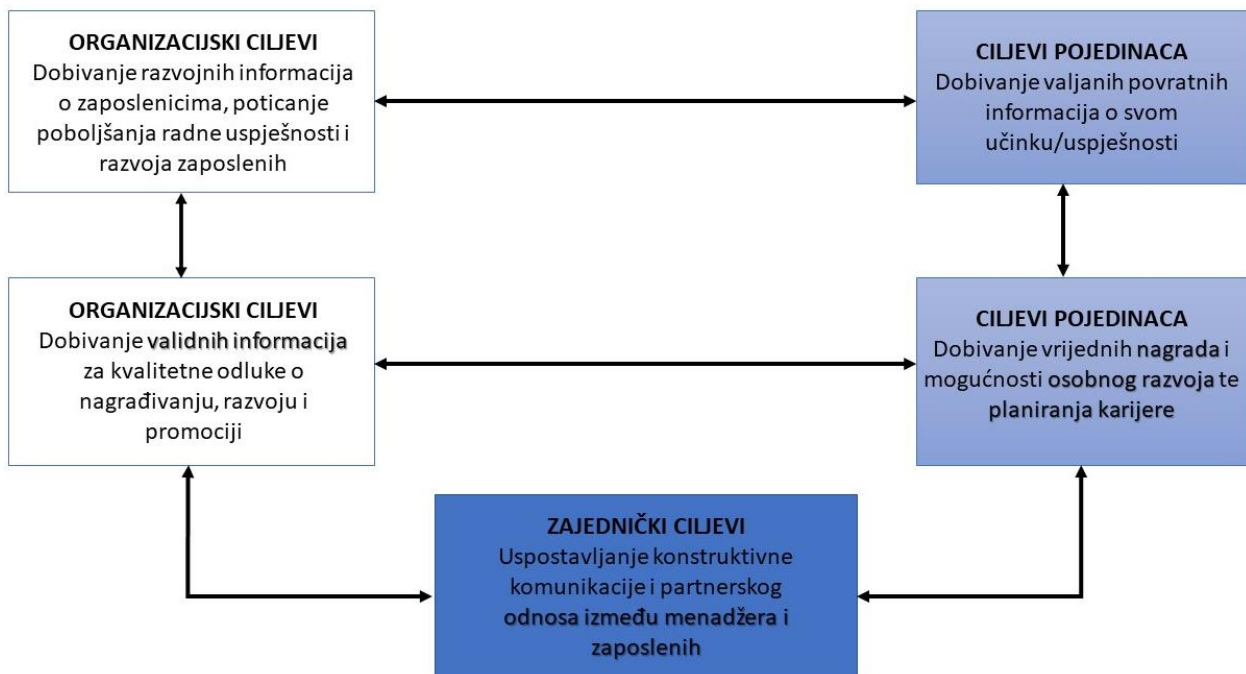 ORGANIZACIJSKI CILJEVI
Dobivanje razvojnih informacija
o zaposlenicima, poticanje
poboljšanja radne uspješnosti i
razvoja zaposlenih
CILJEVI POJEDINACA
Dobivanje valjanih povratnih
informacija o svom
učinku/uspješnosti
ORGANIZACIJSKI CILJEVI
Dobivanje validnih informacija
za kvalitetne odluke o
nagrađivanju, razvoju i
promociji
CILJEVI POJEDINACA
Dobivanje vrijednih nagrada i
mogućnosti osobnog razvoja te
planiranja karijere
ZAJEDNIČKI CILJEVI
Uspostavljanje konstruktivne
komunikacije i partnerskog
odnosa između menadžera i
zaposlenih